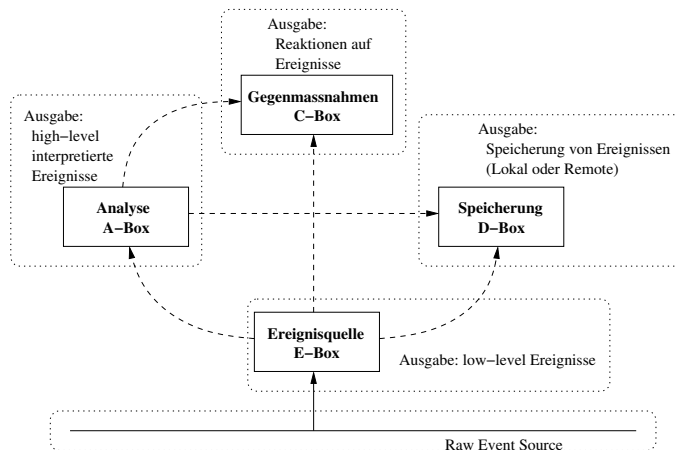 Ausgabe:
Reaktionen auf
Ereignisse
Gegenmassnahmen
C−Box
Ausgabe:
high−level
interpretierte
Ereignisse
Ausgabe:
Speicherung von Ereignissen
(Lokal oder Remote)
Analyse
A−Box
Speicherung
D−Box
Ereignisquelle
E−Box
Ausgabe: low−level Ereignisse
Raw Event Source